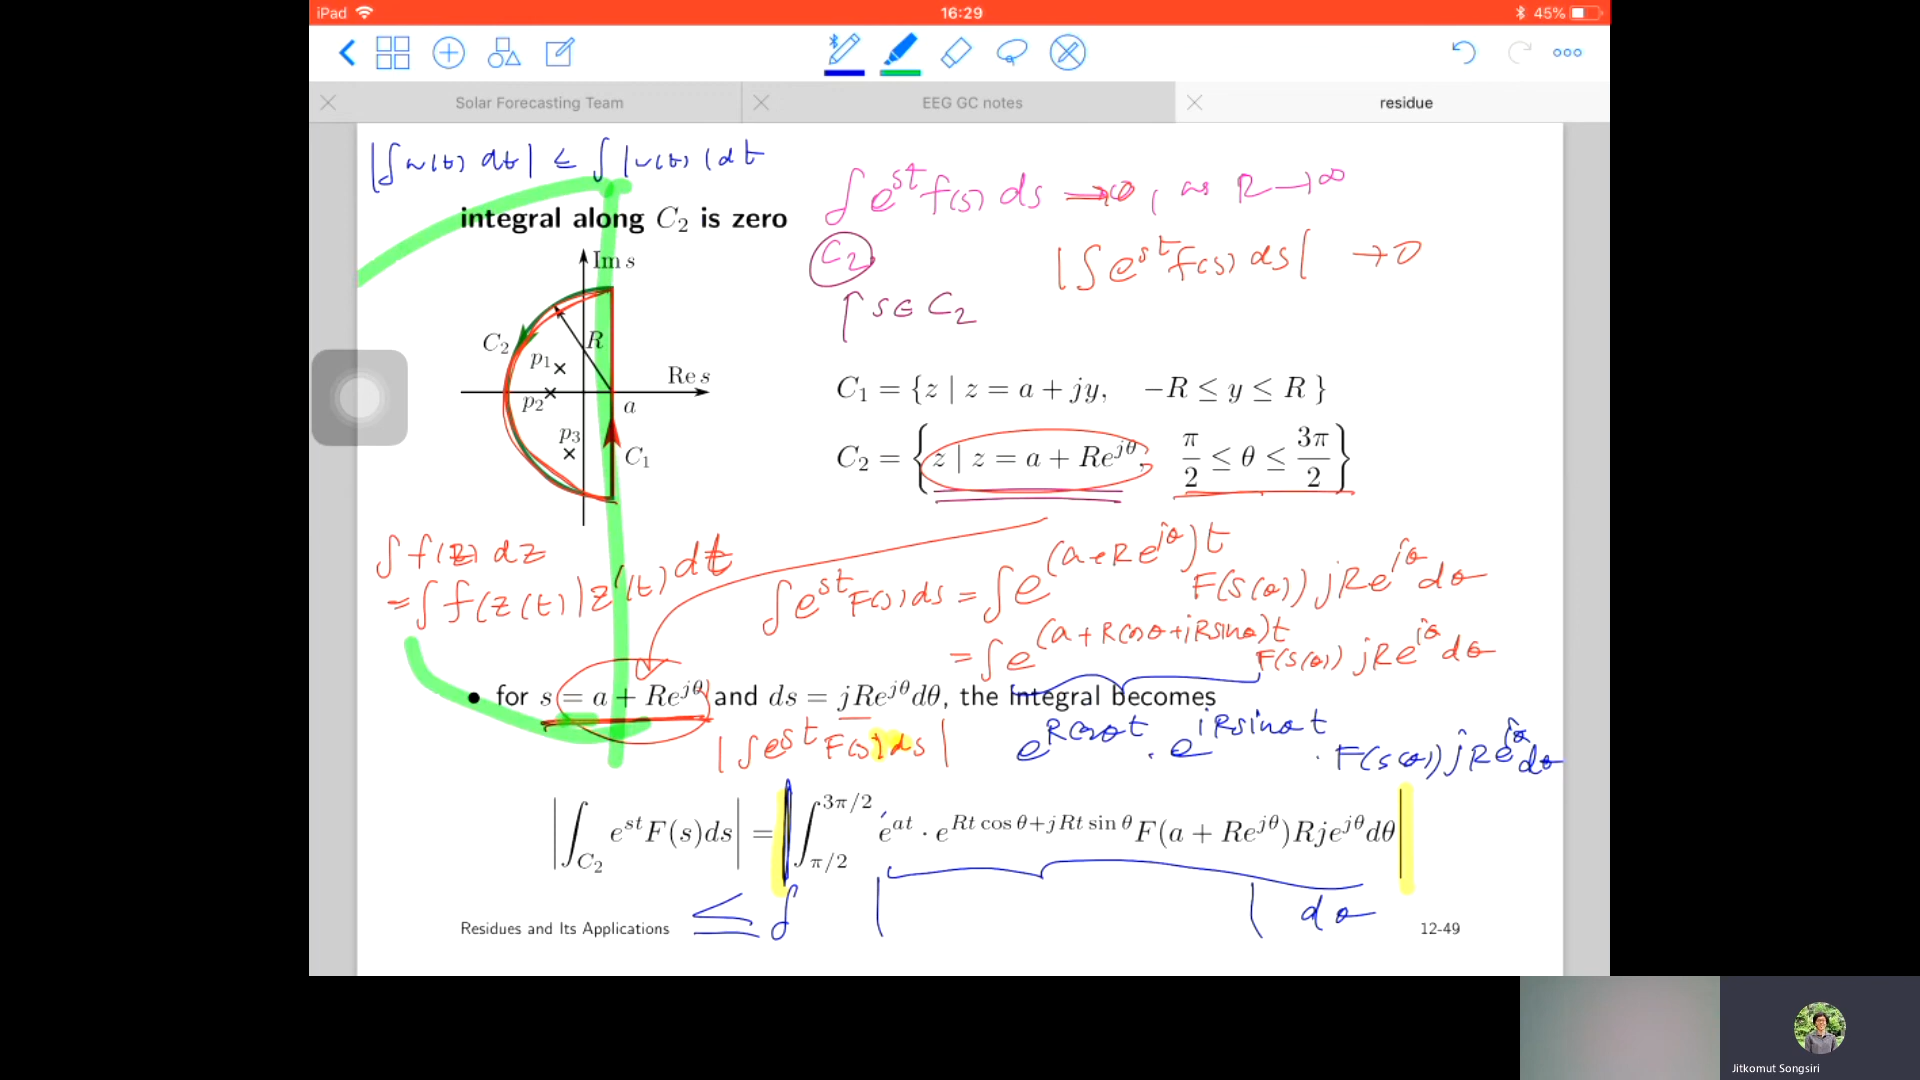 iPad 16:29 45%
Solar Forecasting Team EEG GC notes residue
|∫w(t) dt| ≤ ∫|w(t)|dt
integral along C₂ is zero
∫e^{st} F(s) ds → 0, as R → ∞
C₂
|∫e^{st} F(s) ds| → 0
↑ s ∈ C₂
Im s
C₂
R
p₁
Re s
p₂
a
p₃
C₁
C₁ = {z | z = a + jy, −R ≤ y ≤ R }
C₂ = {z | z = a + Re^{jθ}, π/2 ≤ θ ≤ 3π/2}
∫f(z) dz
= ∫f(z(t)) z'(t) dt
∫e^{st} F(s) ds = ∫e^{(a+Re^{jθ})t} F(s(θ)) jRe^{jθ} dθ
= ∫e^{(a+Rcosθ+jRsinθ)t} F(s(θ)) jRe^{jθ} dθ
• for s = a + Re^{jθ} and ds = jRe^{jθ}dθ, the integral becomes
|∫e^{st} F(s) ds|
e^{Rcosθt} · e^{jRsinθt} · F(s(θ)) jRe^{jθ} dθ
|∫_{C₂} e^{st}F(s)ds| = |∫_{π/2}^{3π/2} e^{at} · e^{Rt cos θ+jRt sin θ} F(a + Re^{jθ})Rje^{jθ}dθ|
≤ ∫ | | dθ
Residues and Its Applications 12-49
Jitkomut Songsiri